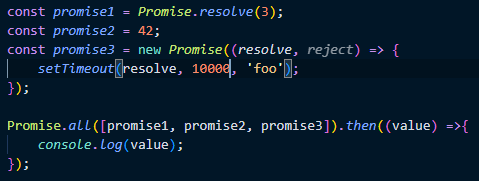 const promise1 = Promise.resolve(3);
const promise2 = 42;
const promise3 = new Promise((resolve, reject) => {
    setTimeout(resolve, 10000, 'foo');
});

Promise.all([promise1, promise2, promise3]).then((value) =>{
    console.log(value);
});